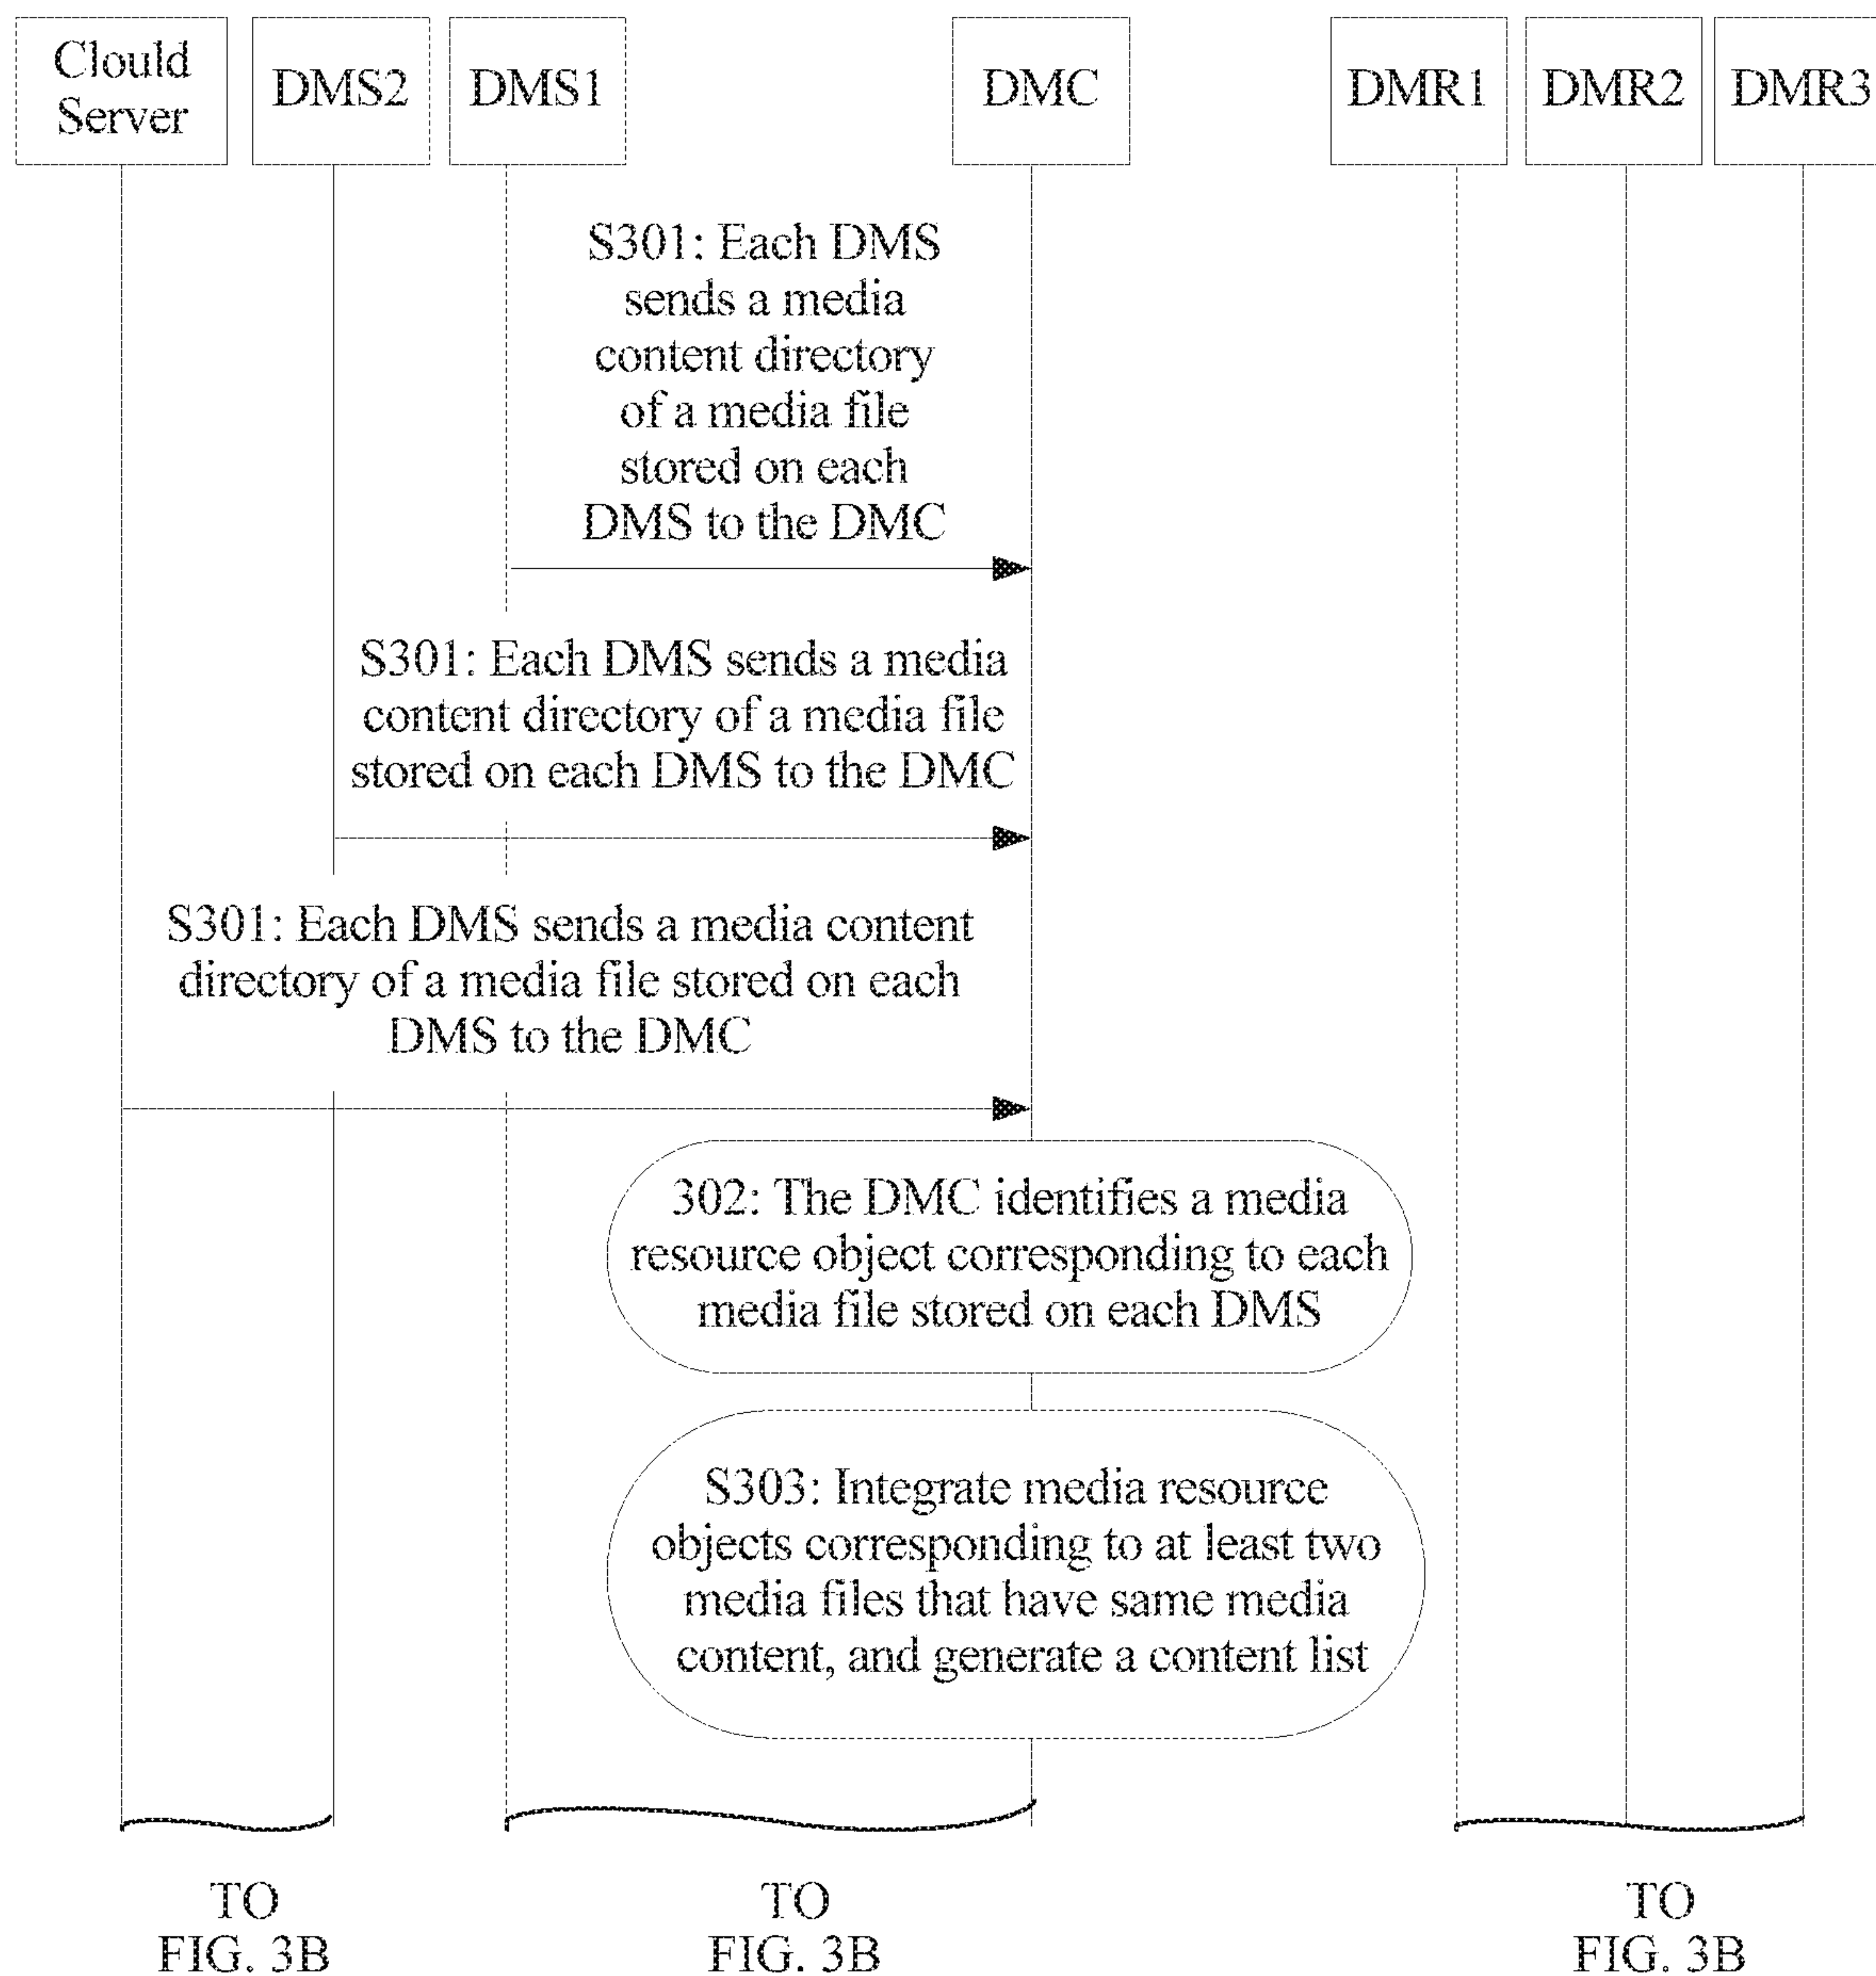 Clould
Server
DMS2
DMS1
DMC
DMR1
DMR2
DMR3
S301: Each DMS
sends a media
content directory
of a media file
stored on each
DMS to the DMC
S301: Each DMS sends a media
content directory of a media file
stored on each DMS to the DMC
S301: Each DMS sends a media content
directory of a media file stored on each
DMS to the DMC
302: The DMC identifies a media
resource object corresponding to each
media file stored on each DMS
S303: Integrate media resource
objects corresponding to at least two
media files that have same media
content, and generate a content list
TO
FIG. 3B
TO
FIG. 3B
TO
FIG. 3B